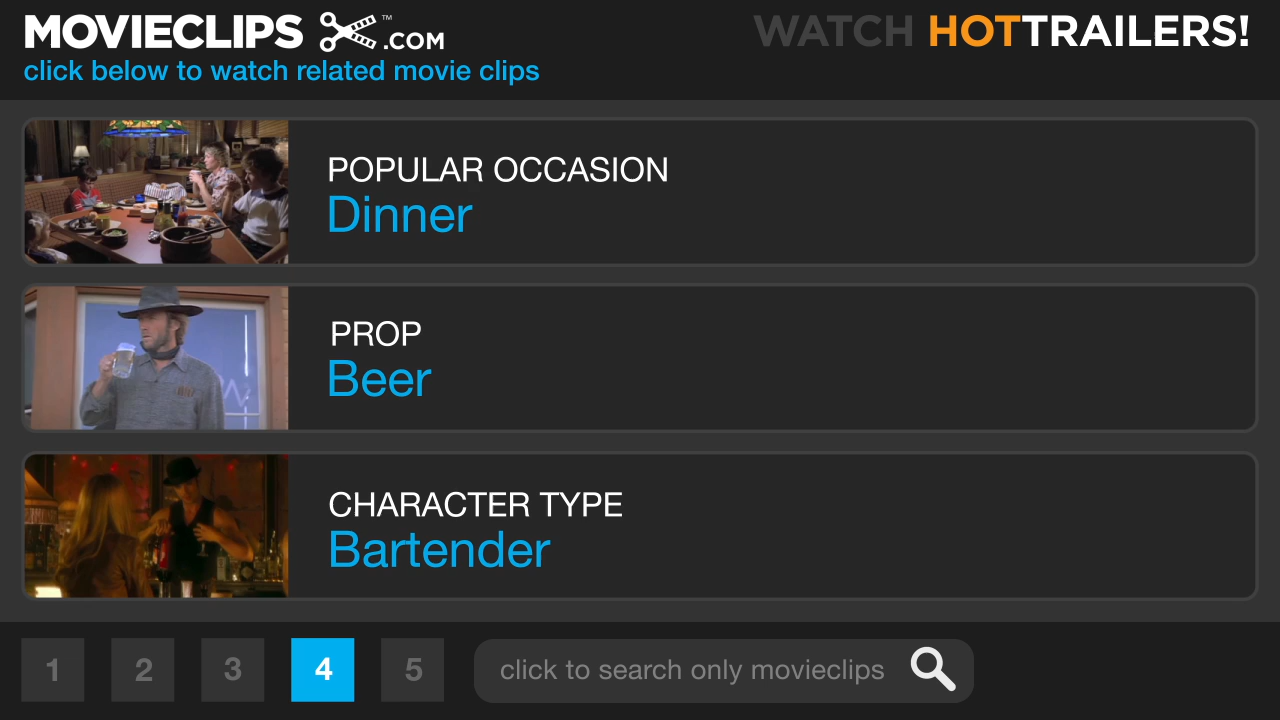 MOVIECLIPS ™ .COM
WATCH HOTTRAILERS!
click below to watch related movie clips
POPULAR OCCASION
Dinner
PROP
Beer
CHARACTER TYPE
Bartender
1 2 3 4 5 click to search only movieclips